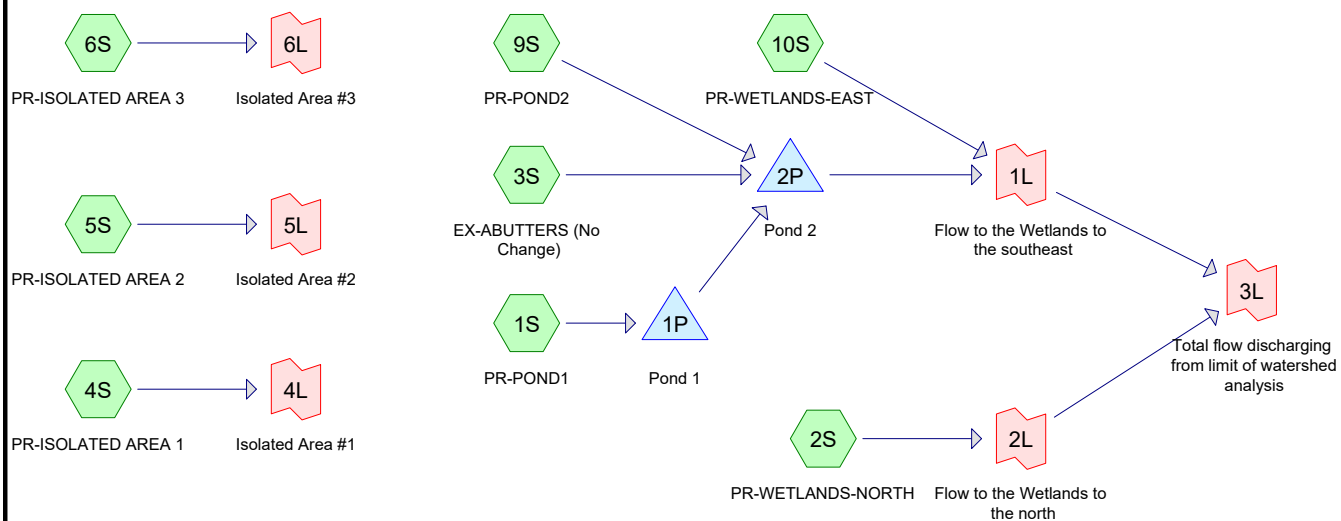 6S
6L
9S
10S
PR-ISOLATED AREA 3
Isolated Area #3
PR-POND2
PR-WETLANDS-EAST
3S
2P
1L
5S
5L
EX-ABUTTERS (No
Change)
Pond 2
Flow to the Wetlands to
the southeast
PR-ISOLATED AREA 2
Isolated Area #2
3L
1S
1P
Total flow discharging
from limit of watershed
analysis
PR-POND1
Pond 1
4S
4L
PR-ISOLATED AREA 1
Isolated Area #1
2S
2L
PR-WETLANDS-NORTH
Flow to the Wetlands to
the north